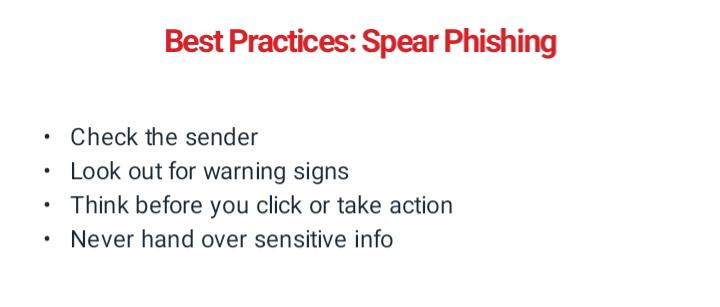 Best Practices: Spear Phishing
• Check the sender
• Look out for warning signs
• Think before you click or take action
• Never hand over sensitive info